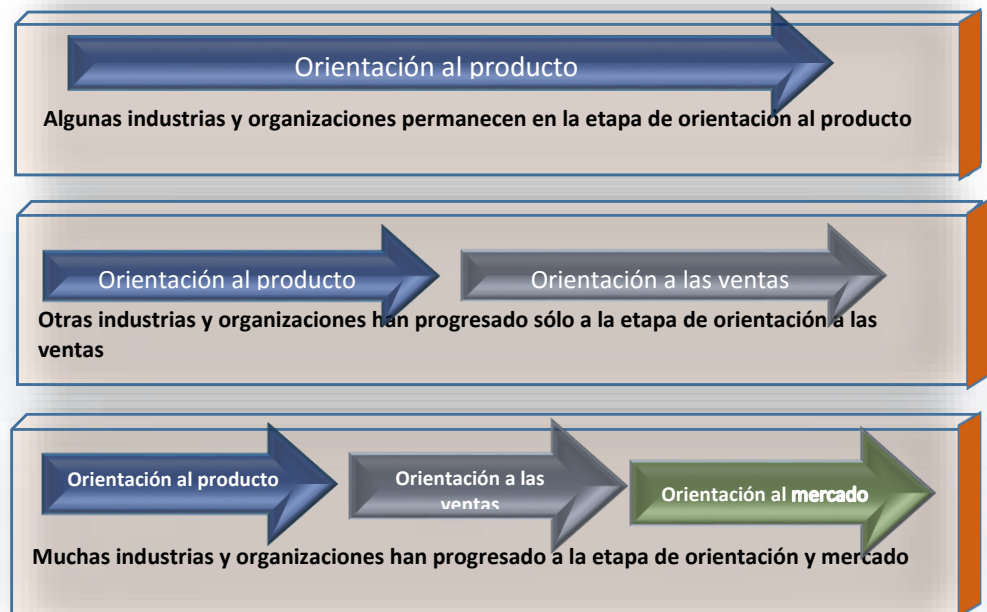 Orientación al producto
Algunas industrias y organizaciones permanecen en la etapa de orientación al producto
Orientación al producto
Orientación a las ventas
Otras industrias y organizaciones han progresado sólo a la etapa de orientación a las
ventas
Orientación al producto
Orientación a las
ventas
Orientación al mercado
Muchas industrias y organizaciones han progresado a la etapa de orientación y mercado